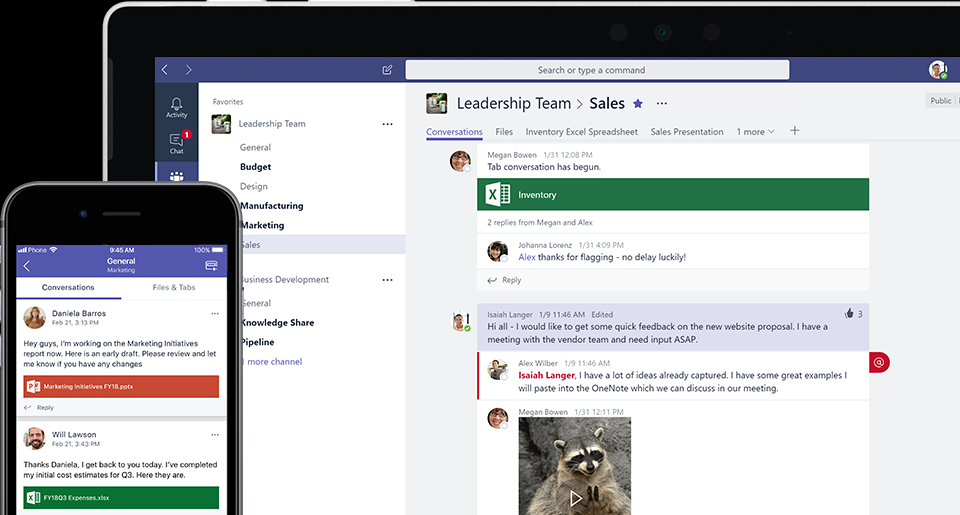 Search or type a command
Activity
Chat
1
Favorites
Leadership Team
General
Budget
Design
Manufacturing
Marketing
Sales
usiness Development
eneral
Knowledge Share
Pipeline
1 more channel
Leadership Team > Sales
Public
Conversations Files Inventory Excel Spreadsheet Sales Presentation 1 more
Megan Bowen 1/31 12:08 PM
Tab conversation has begun.
Inventory
2 replies from Megan and Alex
Johanna Lorenz 1/31 4:09 PM
Alex thanks for flagging - no delay luckily!
Reply
Isaiah Langer 1/9 11:46 AM Edited
3
Hi all - I would like to get some quick feedback on the new website proposal. I have a
meeting with the vendor team and need input ASAP.
Alex Wilber 1/9 11:46 AM
Isaiah Langer, I have a lot of ideas already captured. I have some great examples I
will paste into the OneNote which we can discuss in our meeting.
@
Megan Bowen 1/31 12:11 PM
Phone 9:45 AM 100%
General
Marketing
Conversations Files & Tabs
Daniela Barros
Feb 21, 3:13 PM
Hey guys, I'm working on the Marketing Initiatives
report now. Here is an early draft. Please review and let
me know if you have any changes
Marketing Initiatives FY18.pptx
Reply
Will Lawson
Feb 21, 3:43 PM
Thanks Daniela, I get back to you today. I've completed
my initial cost estimates for Q3. Here they are.
FY18Q3 Expenses.xlsx